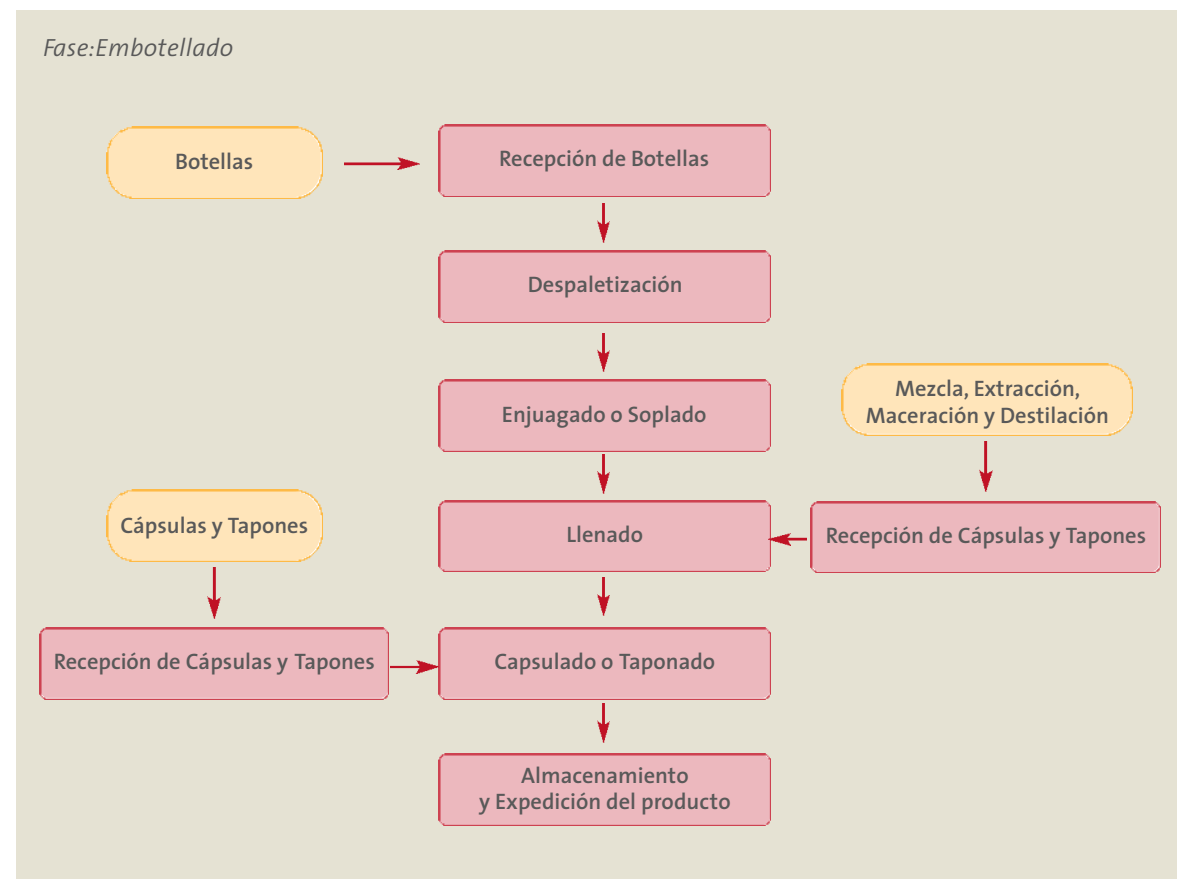 Fase:Embotellado
Botellas
Recepción de Botellas
Despaletización
Enjuagado o Soplado
Mezcla, Extracción,
Maceración y Destilación
Cápsulas y Tapones
Llenado
Recepción de Cápsulas y Tapones
Recepción de Cápsulas y Tapones
Capsulado o Taponado
Almacenamiento
y Expedición del producto